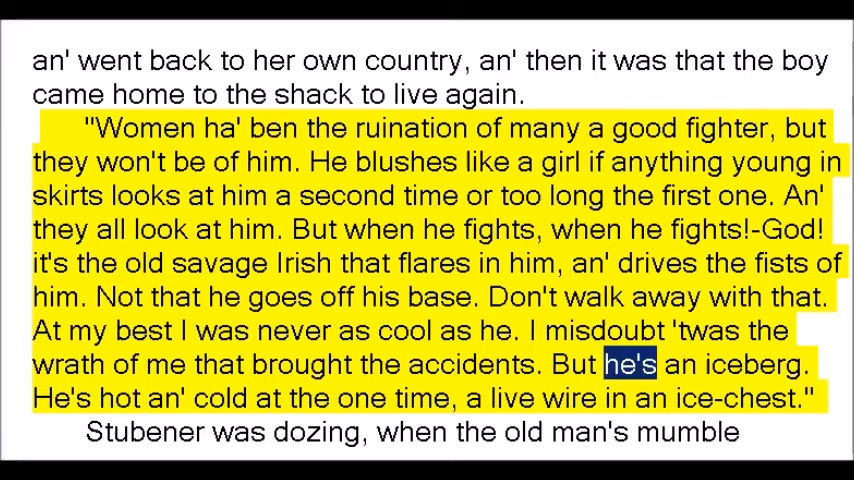 an' went back to her own country, an' then it was that the boy
came home to the shack to live again.
"Women ha' ben the ruination of many a good fighter, but
they won't be of him. He blushes like a girl if anything young in
skirts looks at him a second time or too long the first one. An'
they all look at him. But when he fights, when he fights!-God!
it's the old savage Irish that flares in him, an' drives the fists of
him. Not that he goes off his base. Don't walk away with that.
At my best I was never as cool as he. I misdoubt 'twas the
wrath of me that brought the accidents. But he's an iceberg.
He's hot an' cold at the one time, a live wire in an ice-chest."
Stubener was dozing, when the old man's mumble